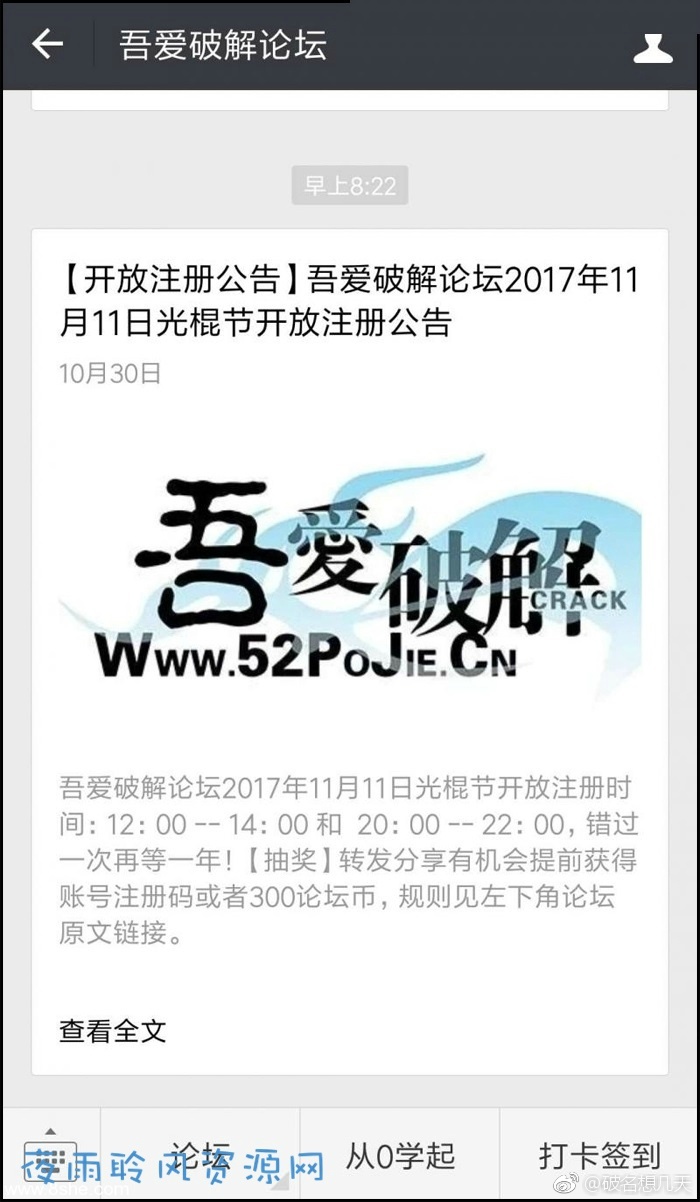 吾爱破解论坛
早上8:22
【开放注册公告】吾爱破解论坛2017年11
月11日光棍节开放注册公告
10月30日
吾愛破解
CRACK
WWW.52POJIE.CN
吾爱破解论坛2017年11月11日光棍节开放注册时
间：12：00 -- 14：00 和 20：00 -- 22：00，错过
一次再等一年！【抽奖】转发分享有机会提前获得
账号注册码或者300论坛币，规则见左下角论坛
原文链接。
查看全文
论坛
从0学起
打卡签到
夜雨聆风资源网
@破名想几天